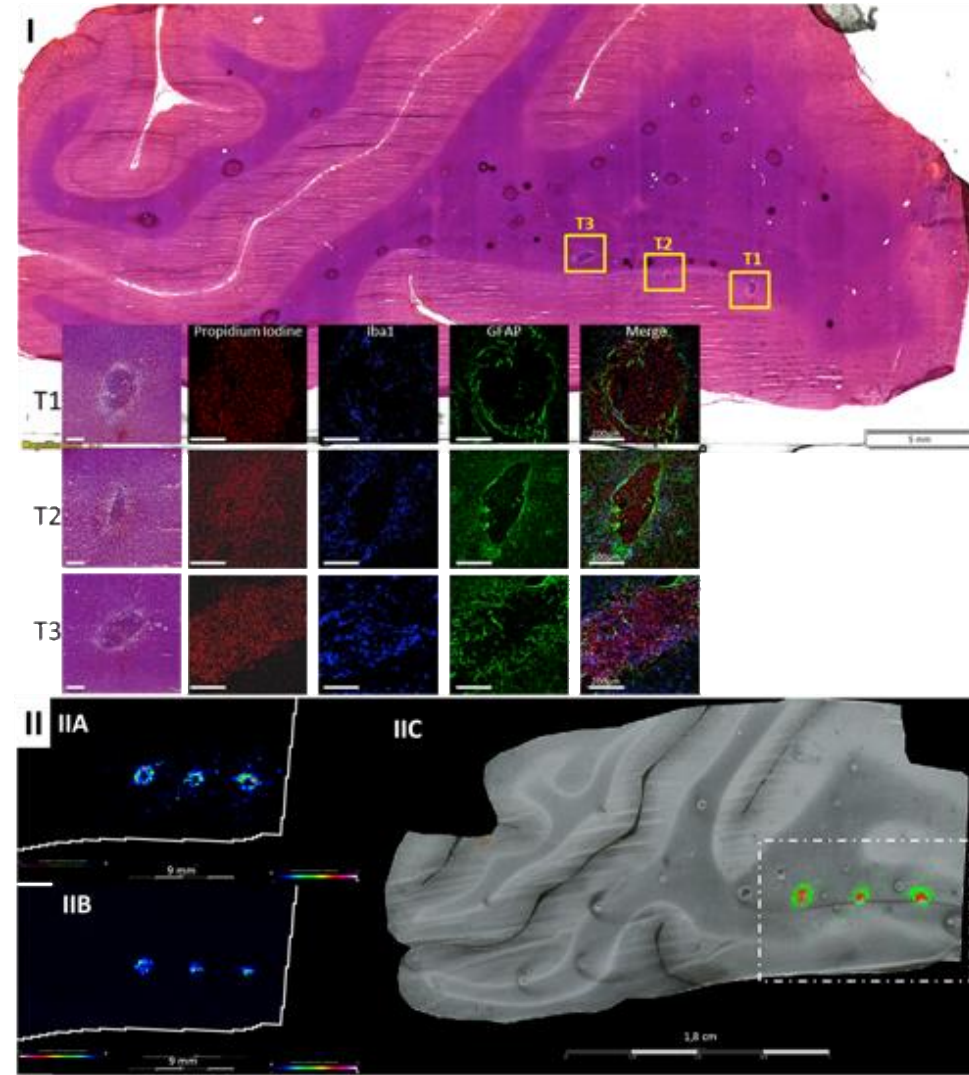 I
T3
T2
T1
Propidium Iodine
Iba1
GFAP
Merge
T1
5 mm
T2
T3
II
IIA
9 mm
IIB
9 mm
IIC
1,8 cm